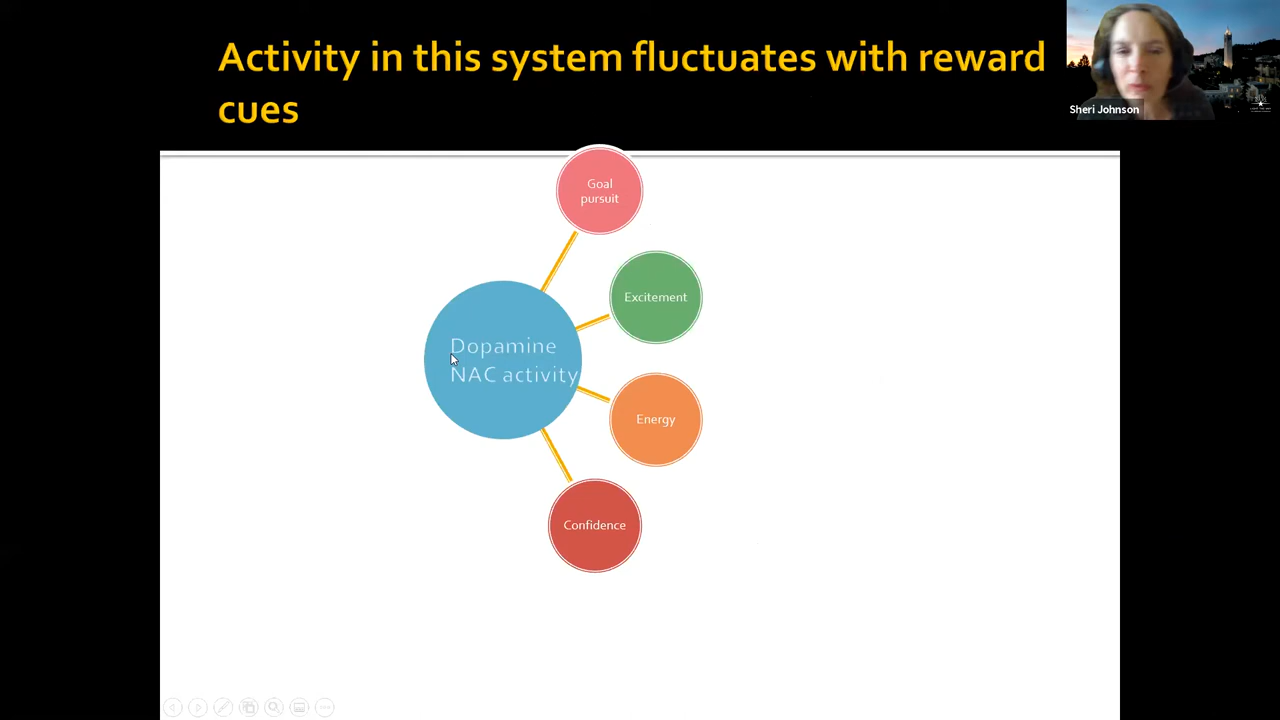 Activity in this system fluctuates with reward
cues
Sheri Johnson
Goal
pursuit
Excitement
Dopamine
NAC activity
Energy
Confidence